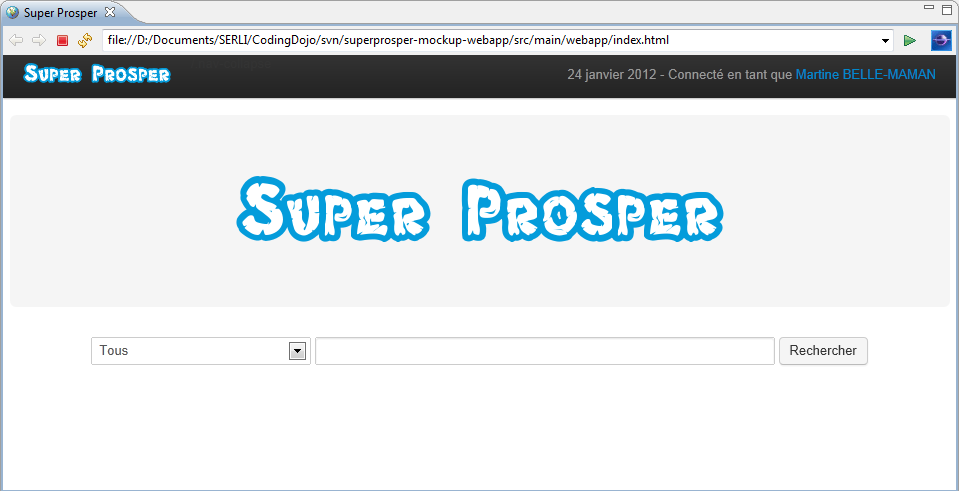 Super Prosper
file://D:/Documents/SERLI/CodingDojo/svn/superprosper-mockup-webapp/src/main/webapp/index.html
Super Prosper
24 janvier 2012 - Connecté en tant que Martine BELLE-MAMAN
Super Prosper
Tous
Rechercher